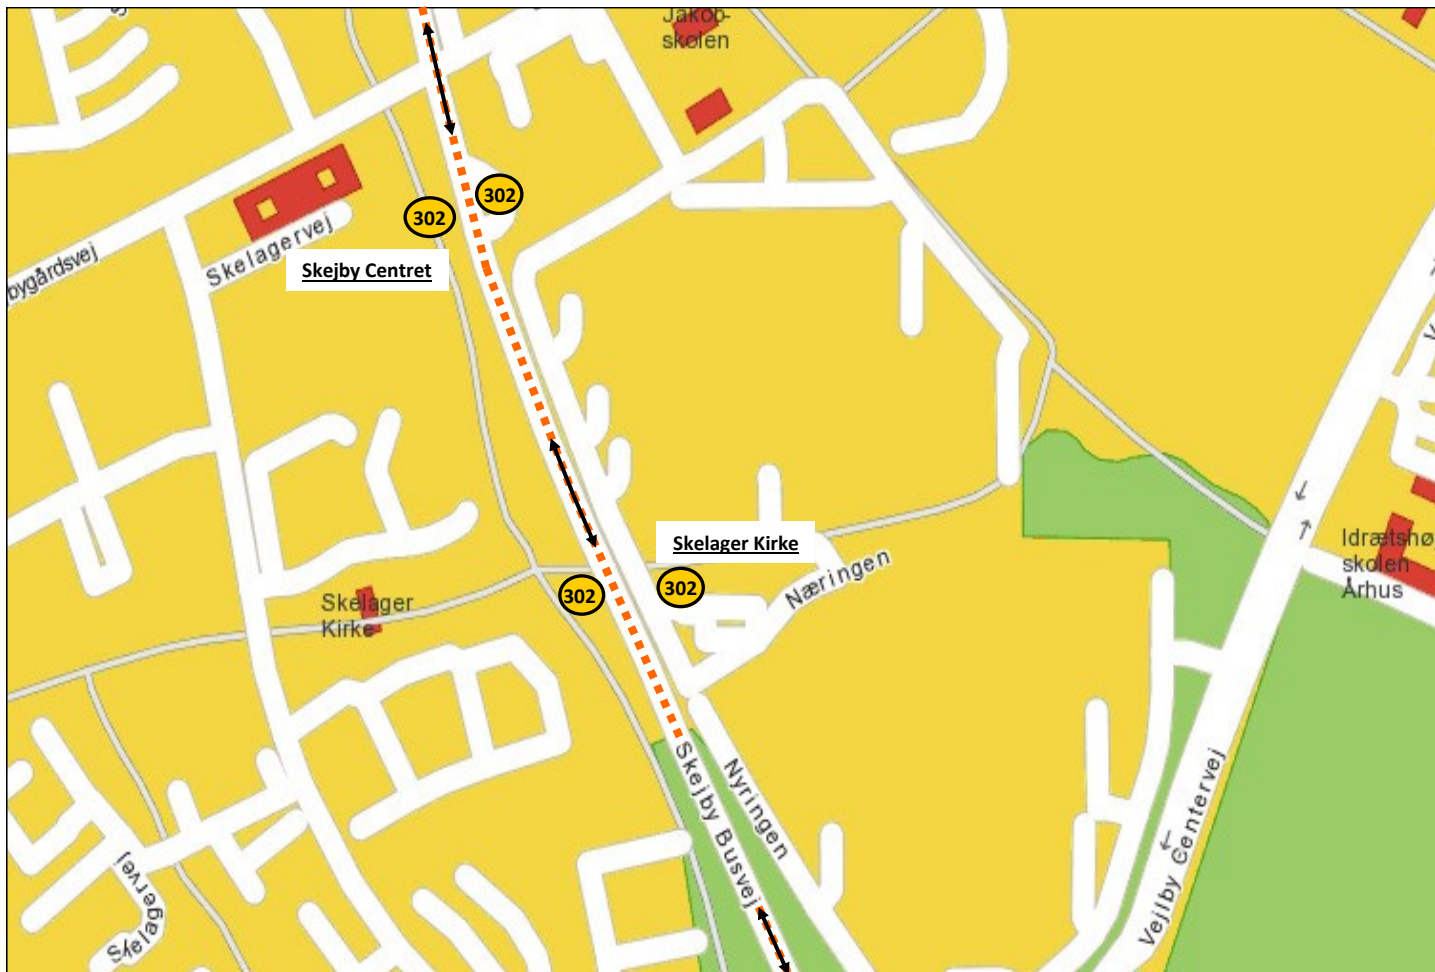 Jakob-
skolen
302
302
Skelagervej
Skejby Centret
bygårdsvej
Skelager Kirke
Idrætshø
skolen
Århus
Næringen
302
302
Skelager
Kirke
Skejby Busvej
Nyringen
Vejlby Centervej
Skelagervej